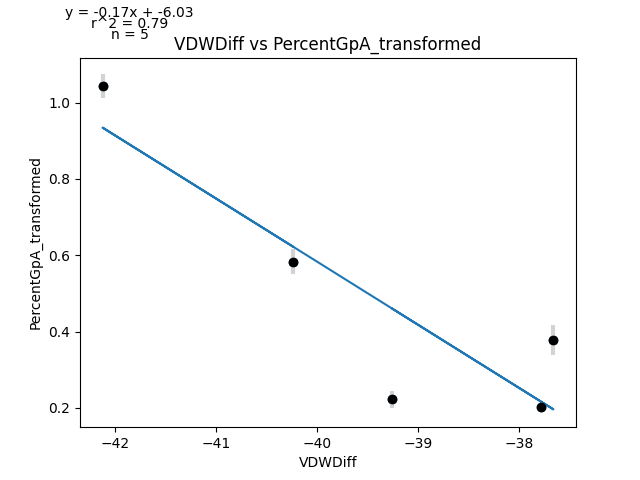 y = -0.17x + -6.03
r^2 = 0.79
n = 5
VDWDiff vs PercentGpA_transformed
PercentGpA_transformed
1.0
0.8
0.6
0.4
0.2
−42 −41 −40 −39 −38
VDWDiff